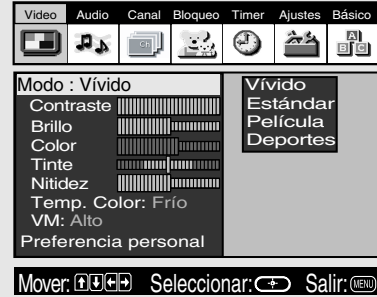 Video Audio Canal Bloqueo Timer Ajustes Básico
Ch
A
B C
Modo : Vívido
Contraste
Brillo
Color
Tinte
Nitidez
Temp. Color: Frío
VM: Alto
Preferencia personal
Vívido
Estándar
Película
Deportes
Mover: Seleccionar: Salir: MENU